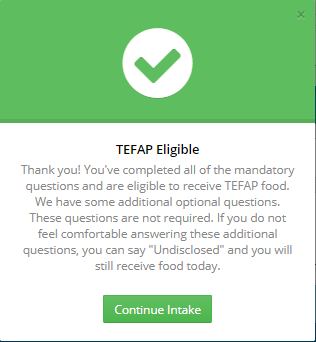 TEFAP Eligible
Thank you! You've completed all of the mandatory
questions and are eligible to receive TEFAP food.
We have some additional optional questions.
These questions are not required. If you do not
feel comfortable answering these additional
questions, you can say "Undisclosed" and you will
still receive food today.
Continue Intake